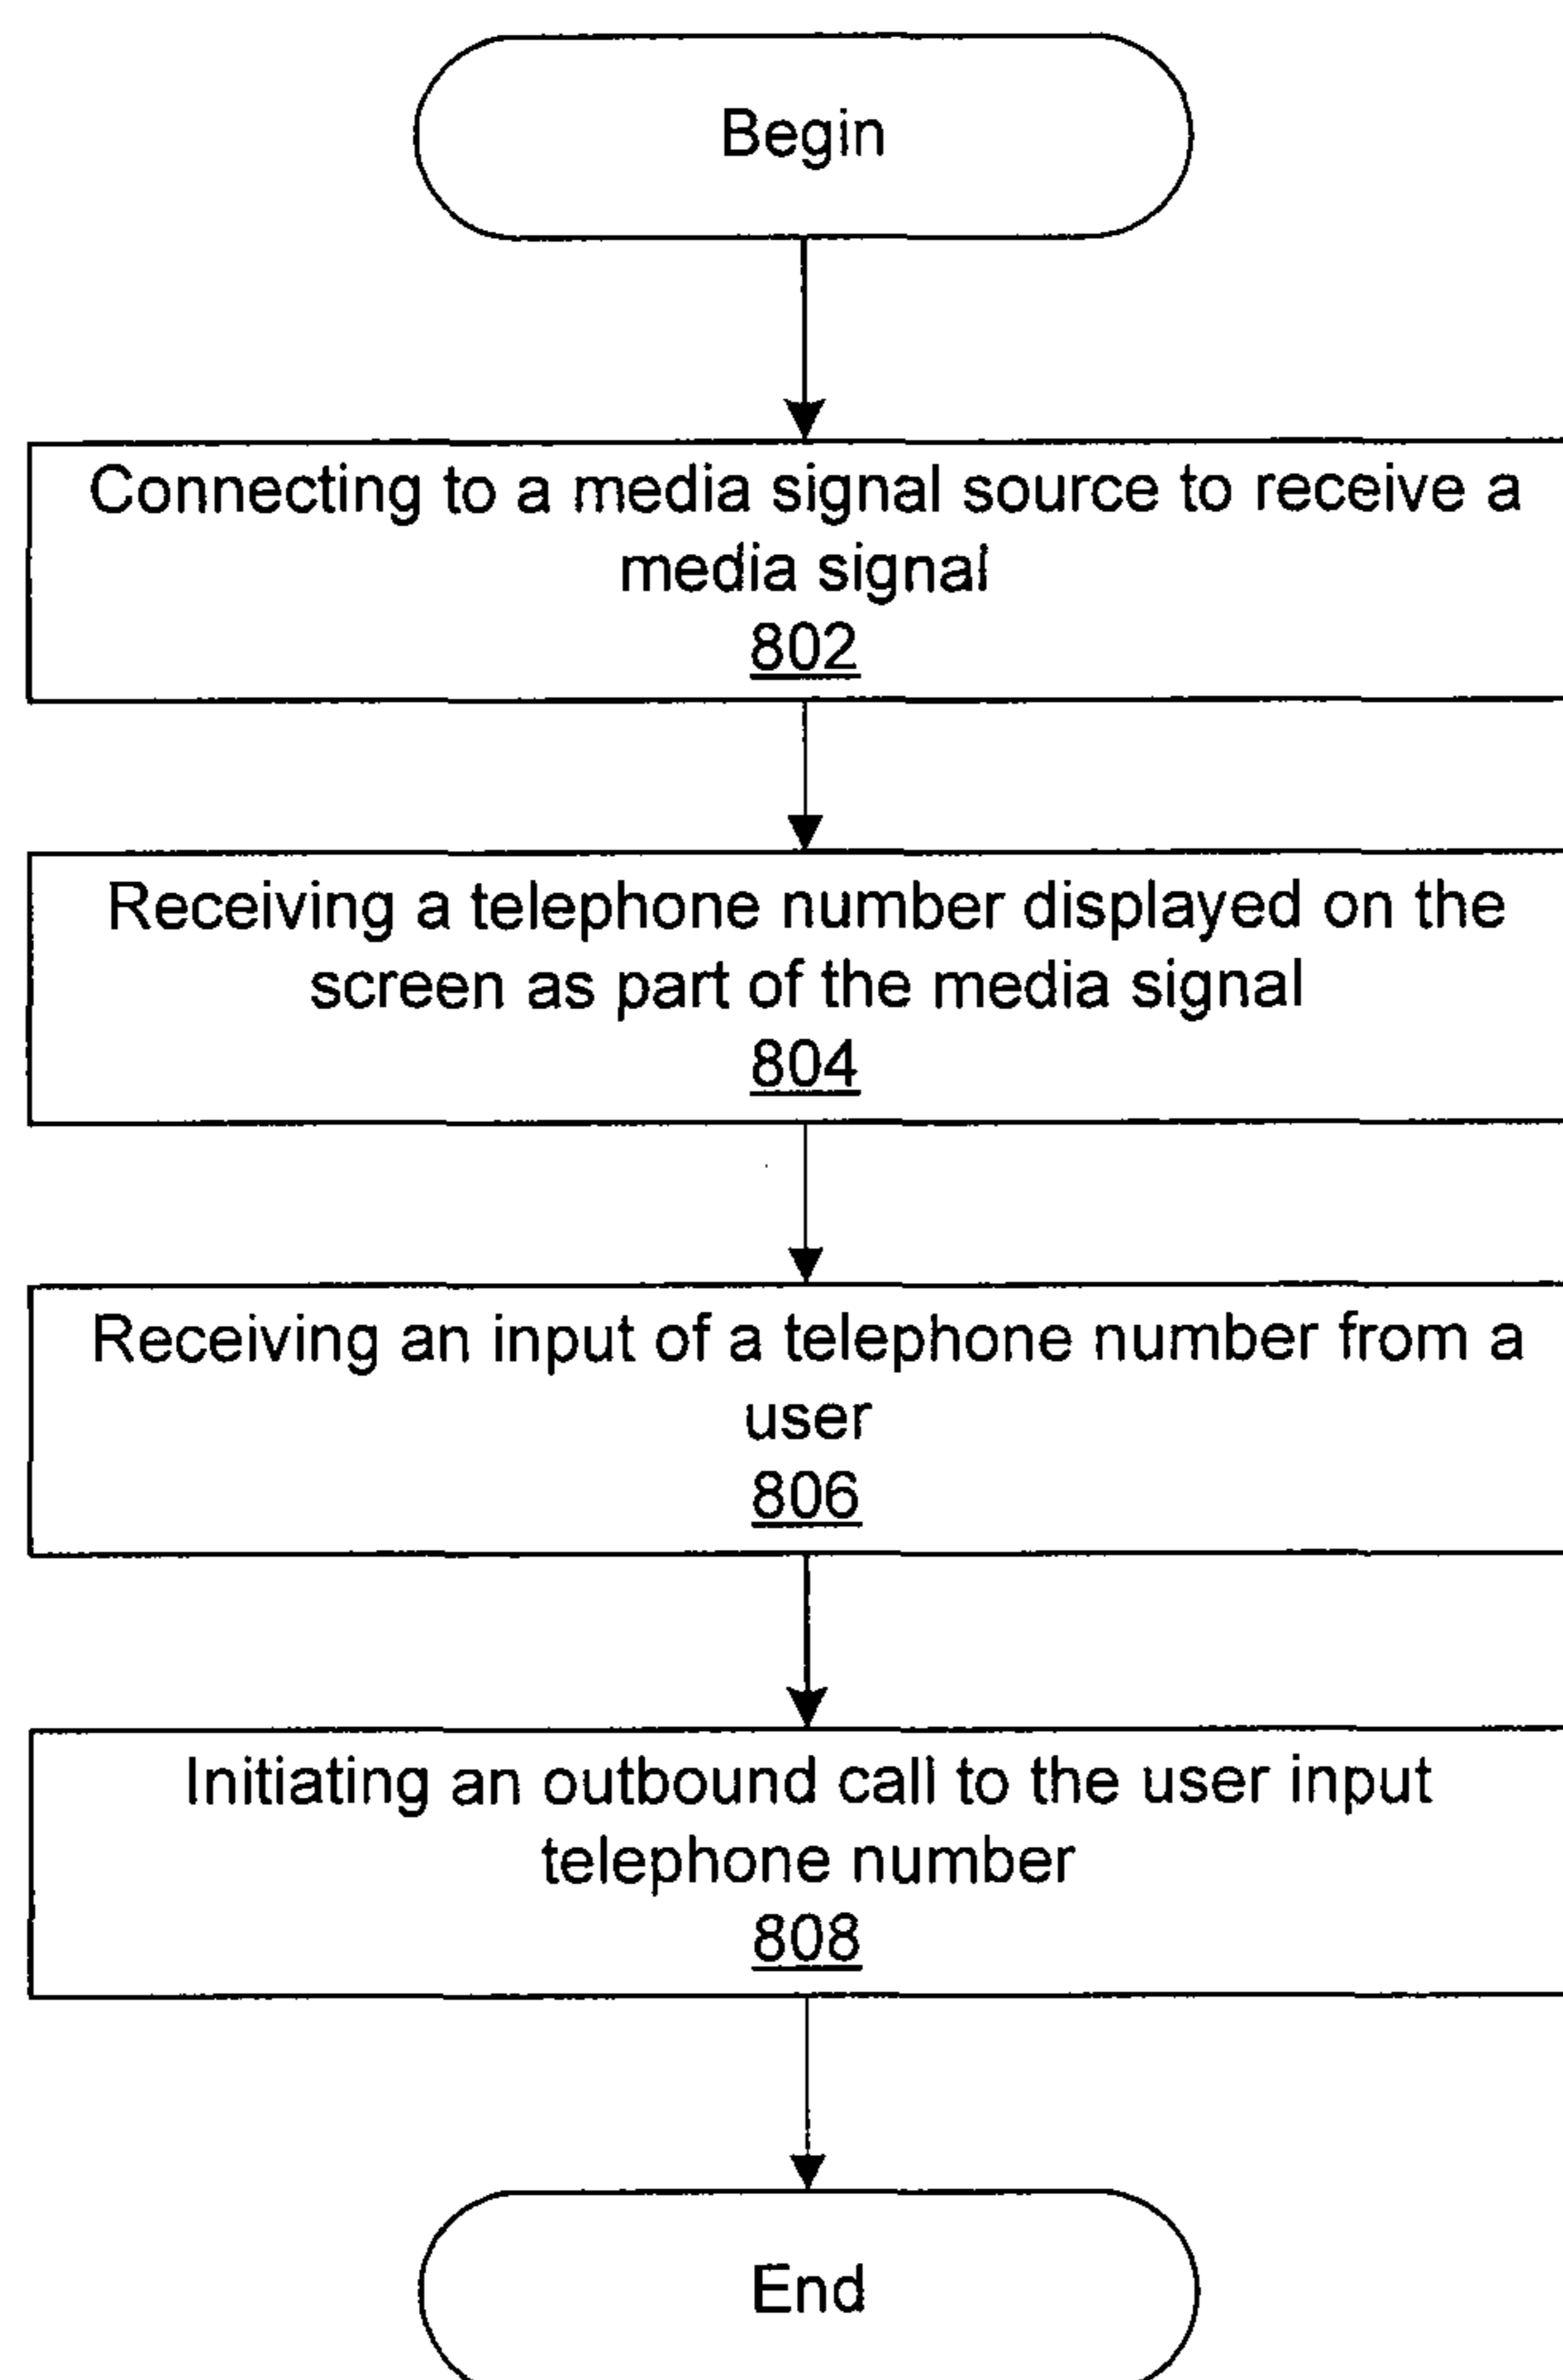 Begin
Connecting to a media signal source to receive a
media signal
802
Receiving a telephone number displayed on the
screen as part of the media signal
804
Receiving an input of a telephone number from a
user
806
Initiating an outbound call to the user input
telephone number
808
End